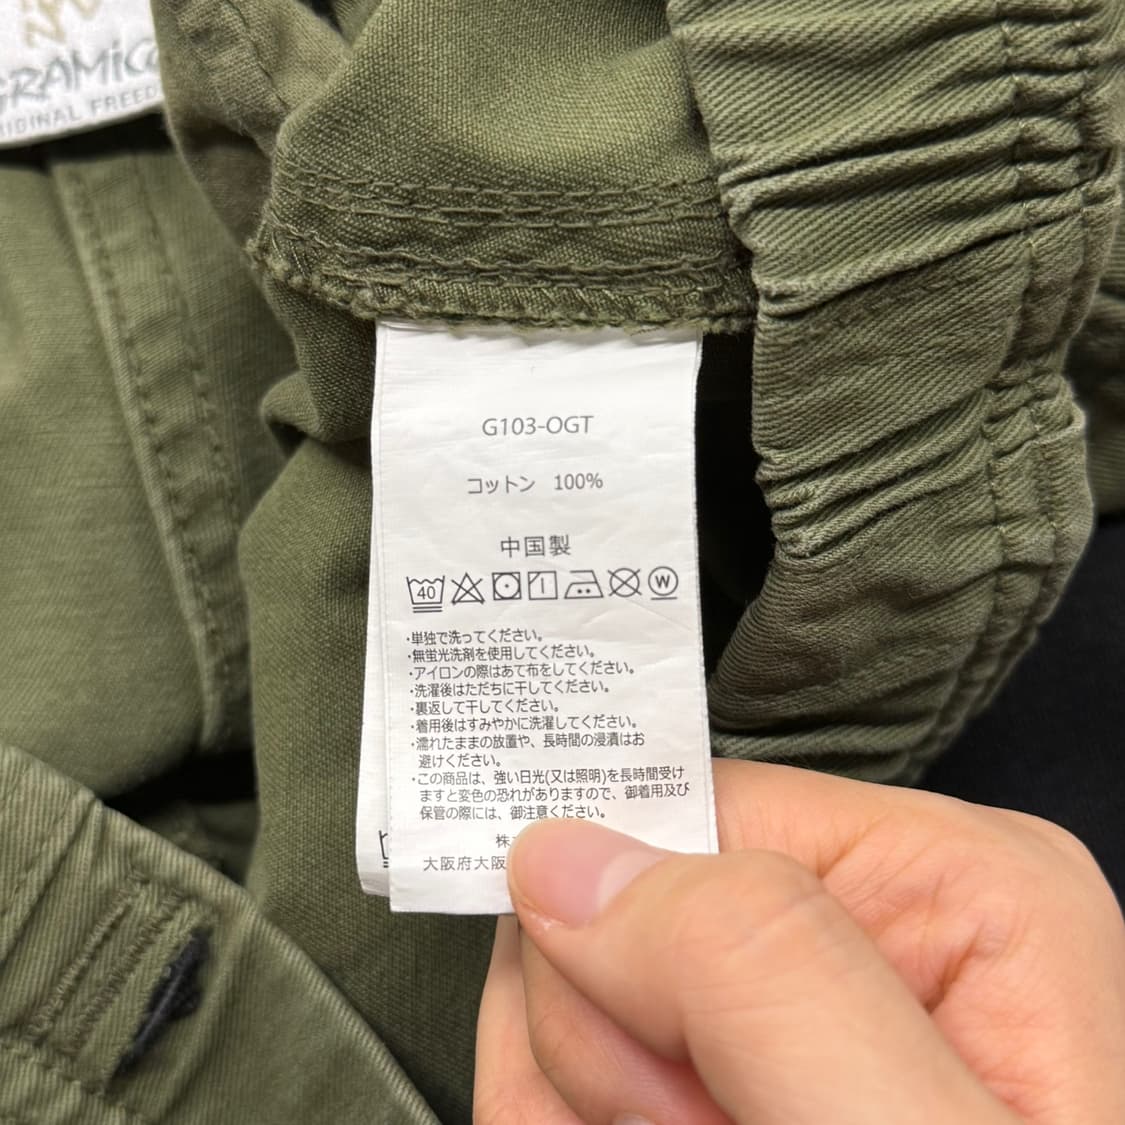 GRAMiC
ORIGINAL FREED
G103-OGT
コットン 100%
中国製
40
W
・単独で洗ってください。
・無蛍光洗剤を使用してください。
・アイロンの際はあて布をしてください。
・洗濯後はただちに干してください。
・裏返して干してください。
・着用後はすみやかに洗濯してください。
・濡れたままの放置や、長時間の浸漬はお
避けください。
・この商品は、強い日光(又は照明)を長時間受け
ますと変色の恐れがありますので、御着用及び
保管の際には、御注意ください。
株
大阪府大阪